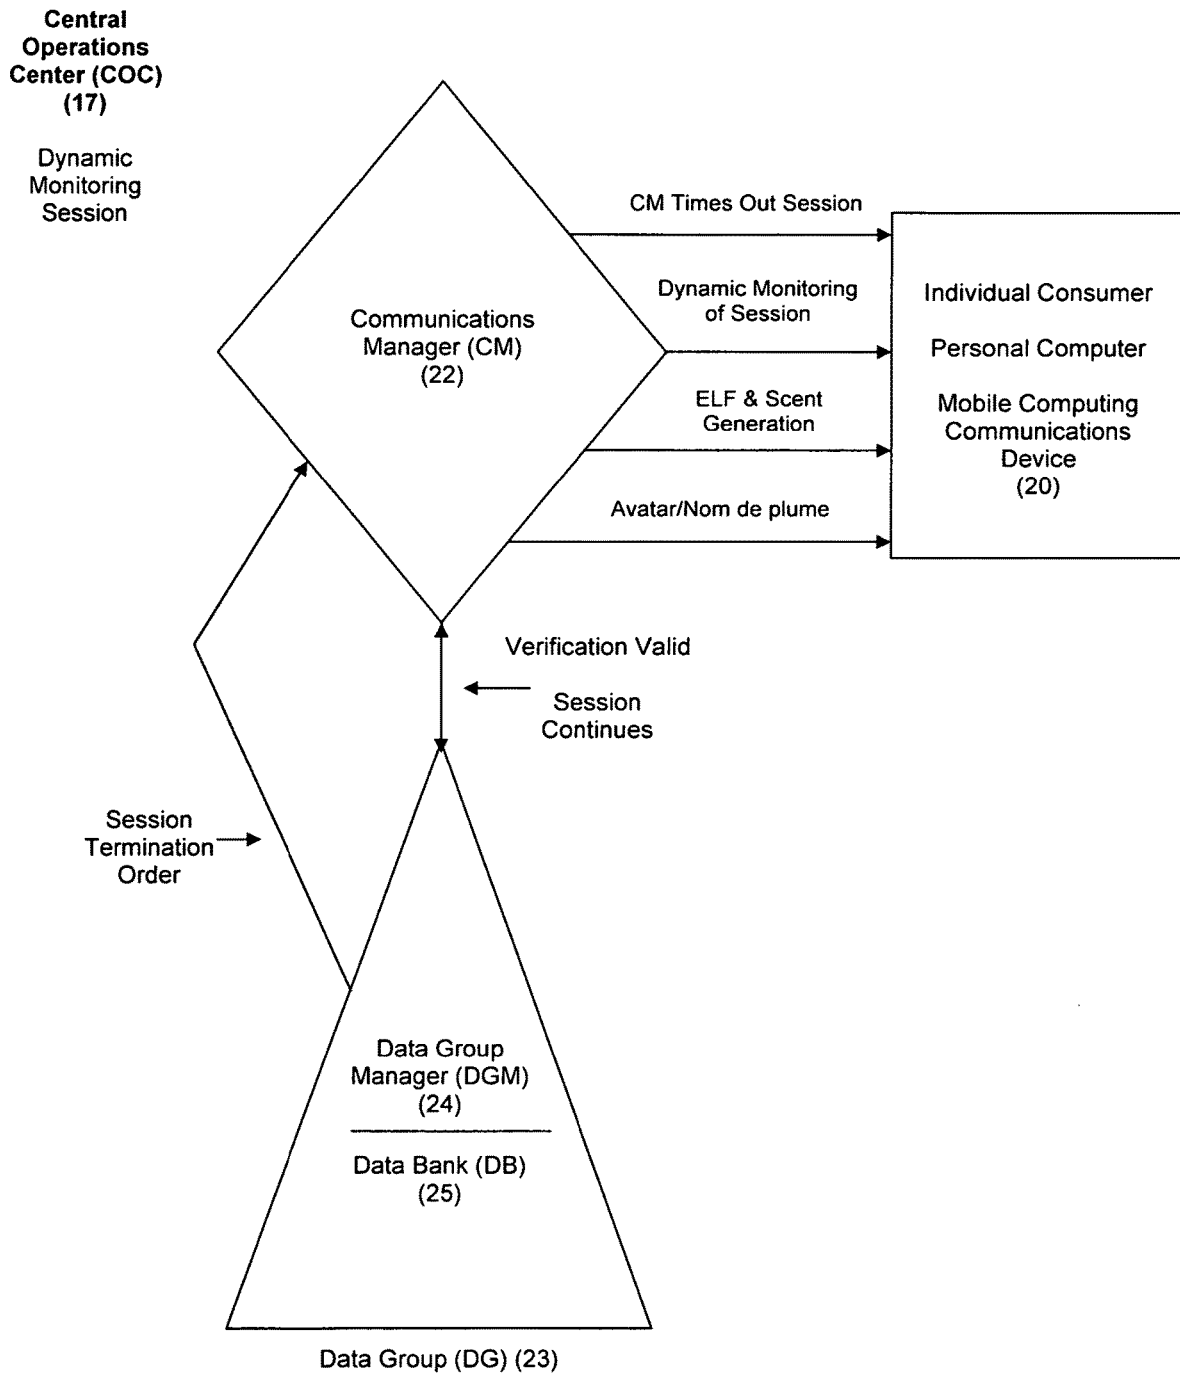 Central
Operations
Center (COC)
(17)
Dynamic
Monitoring
Session
CM Times Out Session
Dynamic Monitoring
of Session
ELF & Scent
Generation
Avatar/Nom de plume
Communications
Manager (CM)
(22)
Individual Consumer
Personal Computer
Mobile Computing
Communications
Device
(20)
Verification Valid
Session
Continues
Session
Termination
Order
Data Group
Manager (DGM)
(24)
Data Bank (DB)
(25)
Data Group (DG) (23)